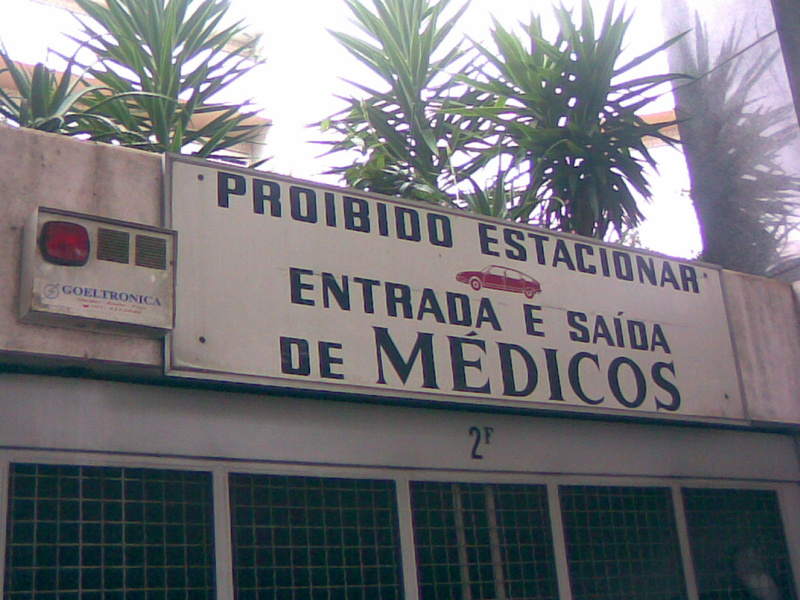 PROIBIDO ESTACIONAR
ENTRADA E SAÍDA
DE MÉDICOS
GOELTRONICA
2F